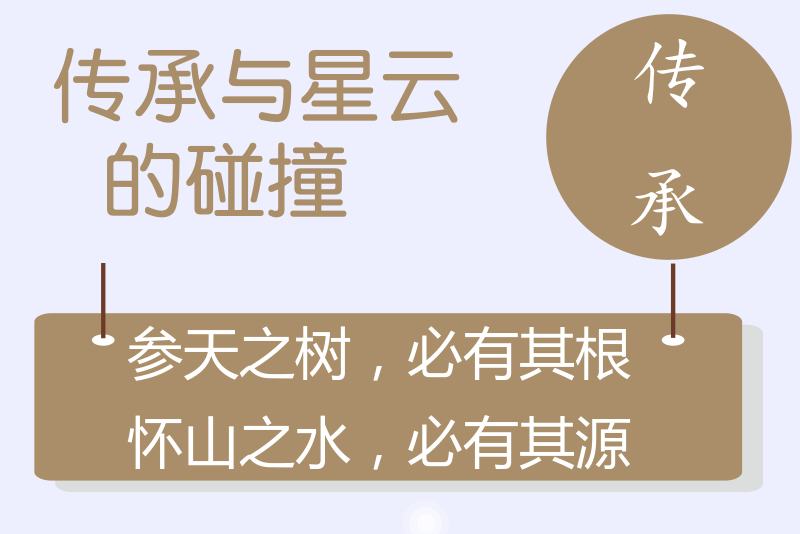 传承与星云
的碰撞
传
承
参天之树，必有其根
怀山之水，必有其源